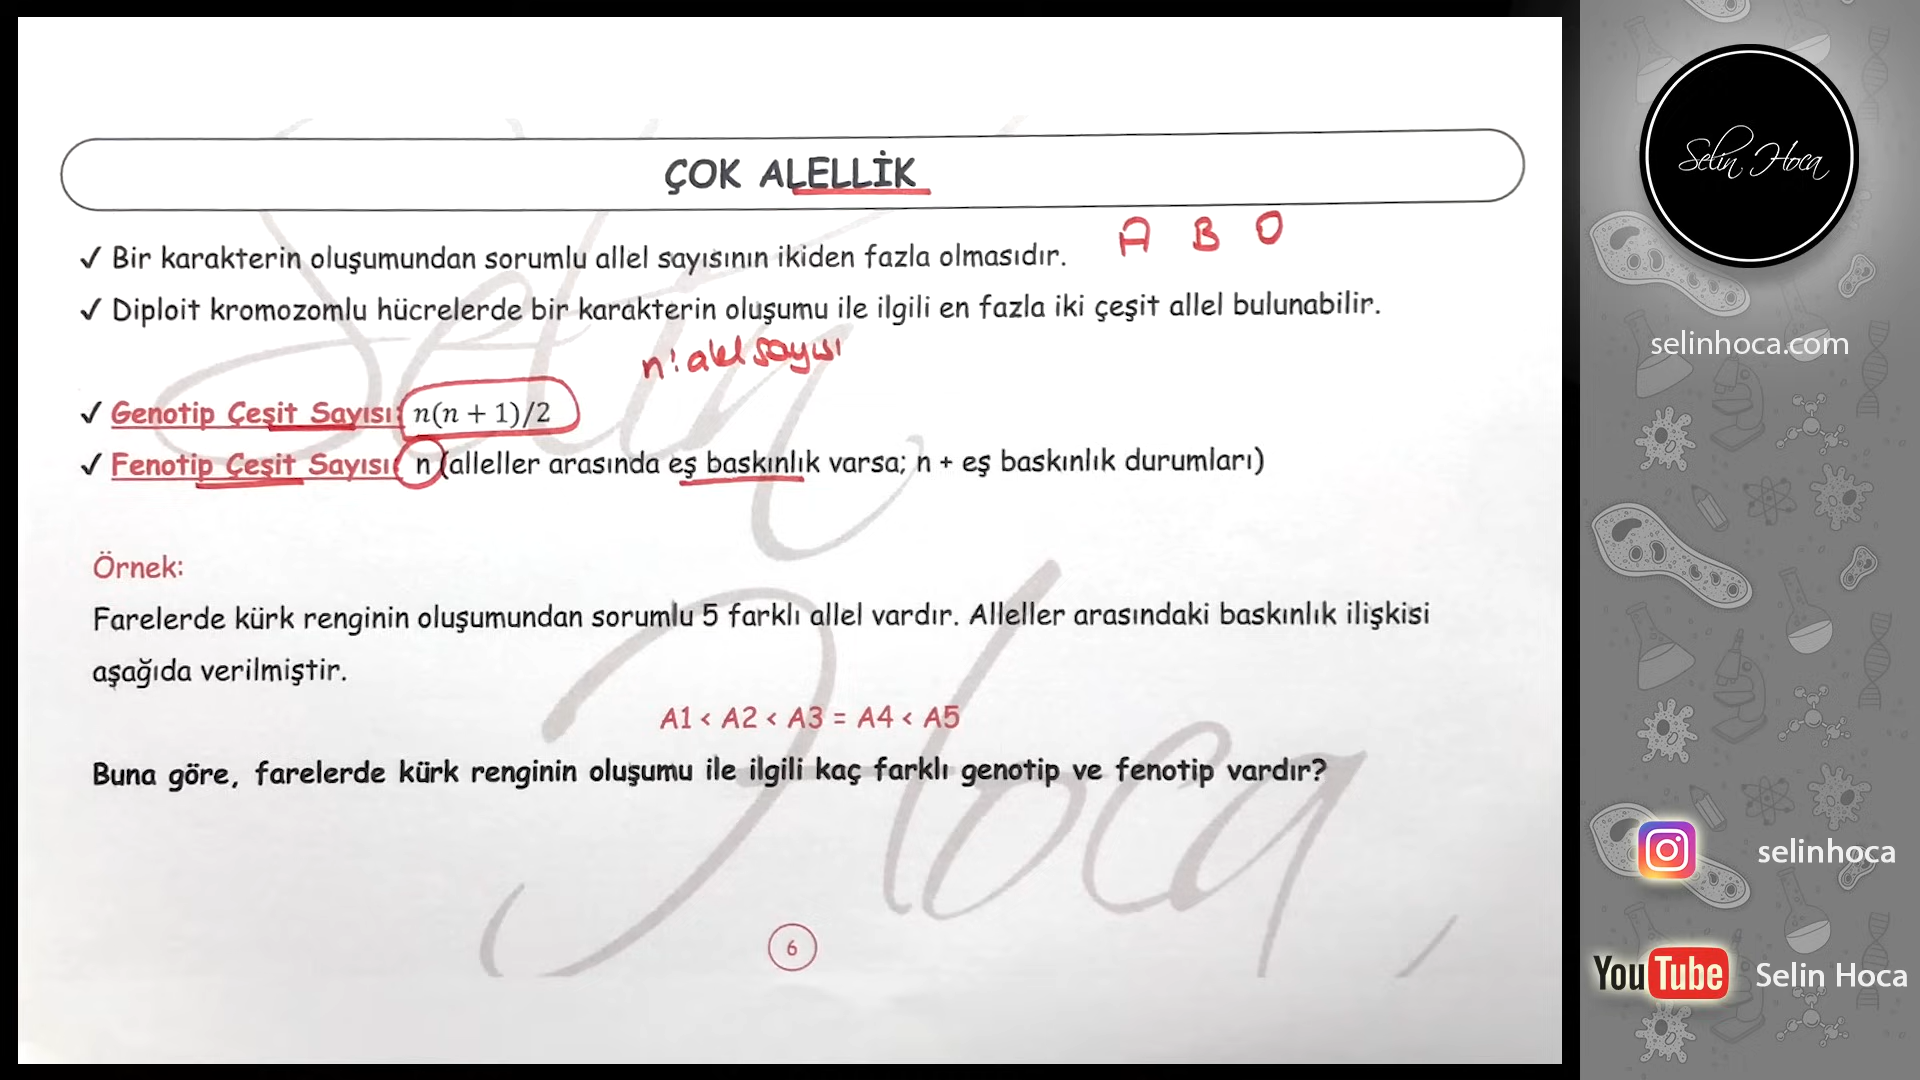 ÇOK ALELLİK
A B O
✓ Bir karakterin oluşumundan sorumlu allel sayısının ikiden fazla olmasıdır.
✓ Diploit kromozomlu hücrelerde bir karakterin oluşumu ile ilgili en fazla iki çeşit allel bulunabilir.
n: alel sayısı
✓ Genotip Çeşit Sayısı: n(n + 1)/2
✓ Fenotip Çeşit Sayısı: n (alleller arasında eş baskınlık varsa; n + eş baskınlık durumları)
Örnek:
Farelerde kürk renginin oluşumundan sorumlu 5 farklı allel vardır. Alleller arasındaki baskınlık ilişkisi
aşağıda verilmiştir.
A1 < A2 < A3 = A4 < A5
Buna göre, farelerde kürk renginin oluşumu ile ilgili kaç farklı genotip ve fenotip vardır?
6
Selin Hoca
Selin Hoca
selinhoca.com
selinhoca
YouTube Selin Hoca